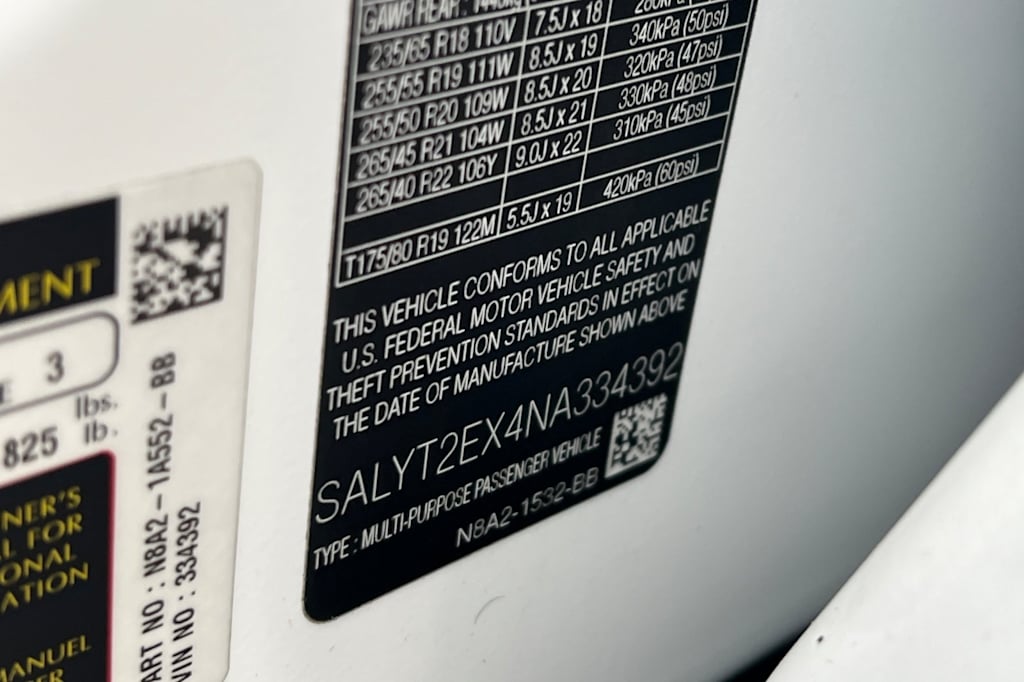 GAWR REAR :
235/65 R18 110V 7.5J x 18
255/55 R19 111W 8.5J x 19 340kPa (50psi)
255/50 R20 109W 8.5J x 20 320kPa (47psi)
265/45 R21 104W 8.5J x 21 330kPa (48psi)
265/40 R22 106Y 9.0J x 22 310kPa (45psi)
T175/80 R19 122M 5.5J x 19 420kPa (60psi)
THIS VEHICLE CONFORMS TO ALL APPLICABLE
U.S. FEDERAL MOTOR VEHICLE SAFETY AND
THEFT PREVENTION STANDARDS IN EFFECT ON
THE DATE OF MANUFACTURE SHOWN ABOVE
SALYT2EX4NA334392
TYPE : MULTI-PURPOSE PASSENGER VEHICLE
N8A2-1532-BB
MENT
E 3
lbs.
825 lb.
NER'S
L FOR
ONAL
ATION
MANUEL
ER
ART NO : N8A2-1A552-BB
VIN NO : 334392